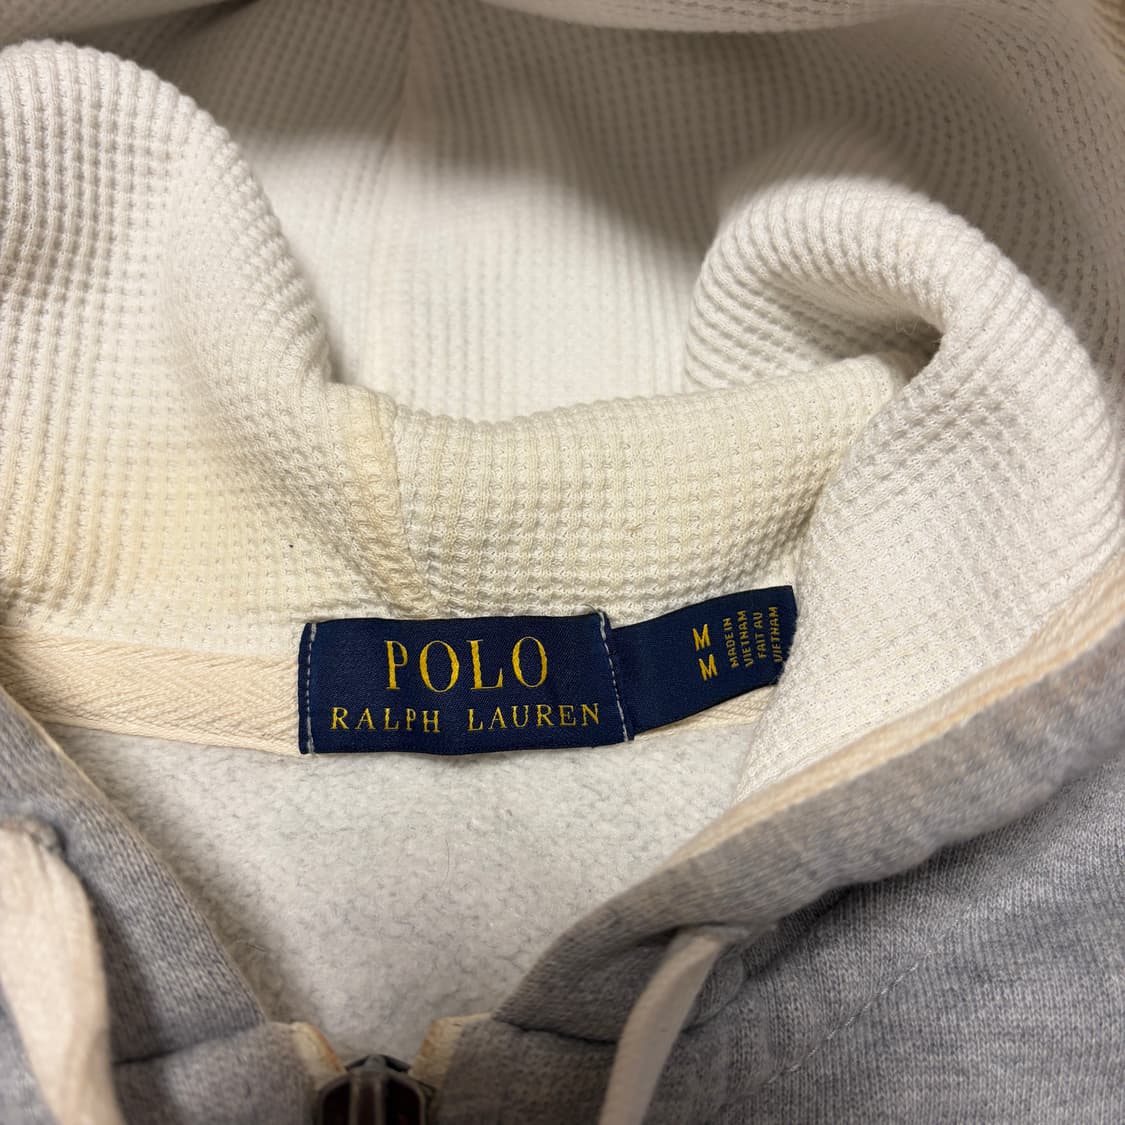 POLO
RALPH LAUREN
M
M
MADE IN
VIETNAM
FAIT AU
VIETNAM